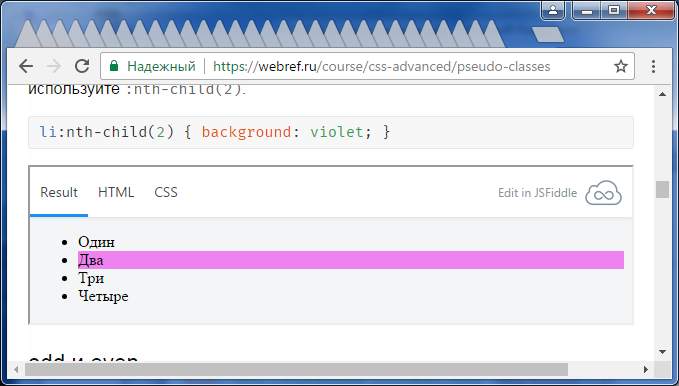 Надежный https://webref.ru/course/css-advanced/pseudo-classes
используйте :nth-child(2).
li:nth-child(2) { background: violet; }
Result HTML CSS Edit in JSFiddle
Один
Два
Три
Четыре
odd и even